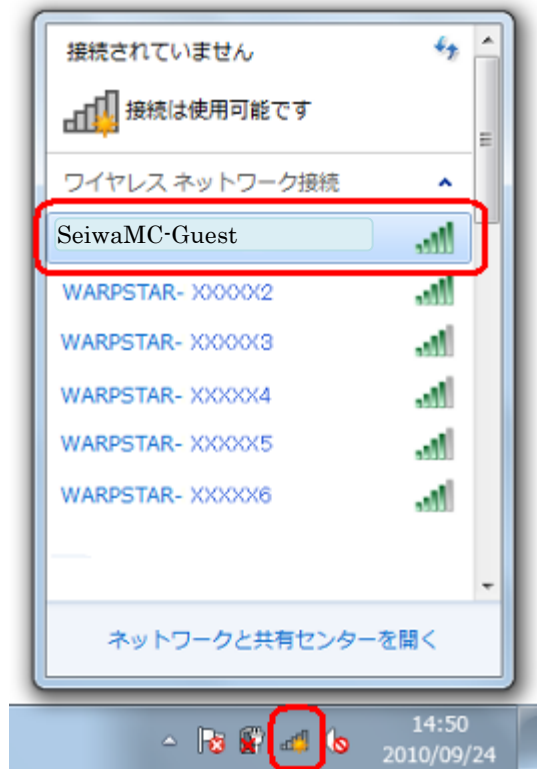 接続されていません
接続は使用可能です
ワイヤレス ネットワーク接続
SeiwaMC-Guest
WARPSTAR- XXXXX2
WARPSTAR- XXXXX3
WARPSTAR- XXXXX4
WARPSTAR- XXXXX5
WARPSTAR- XXXXX6
ネットワークと共有センターを開く
14:50
2010/09/24